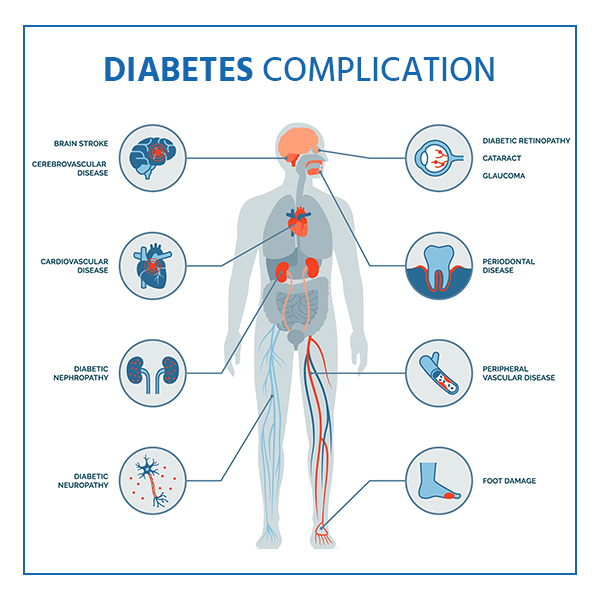 DIABETES COMPLICATION
BRAIN STROKE
CEREBROVASCULAR
DISEASE
DIABETIC RETINOPATHY
CATARACT
GLAUCOMA
CARDIOVASCULAR
DISEASE
PERIODONTAL
DISEASE
DIABETIC
NEPHROPATHY
PERIPHERAL
VASCULAR DISEASE
DIABETIC
NEUROPATHY
FOOT DAMAGE